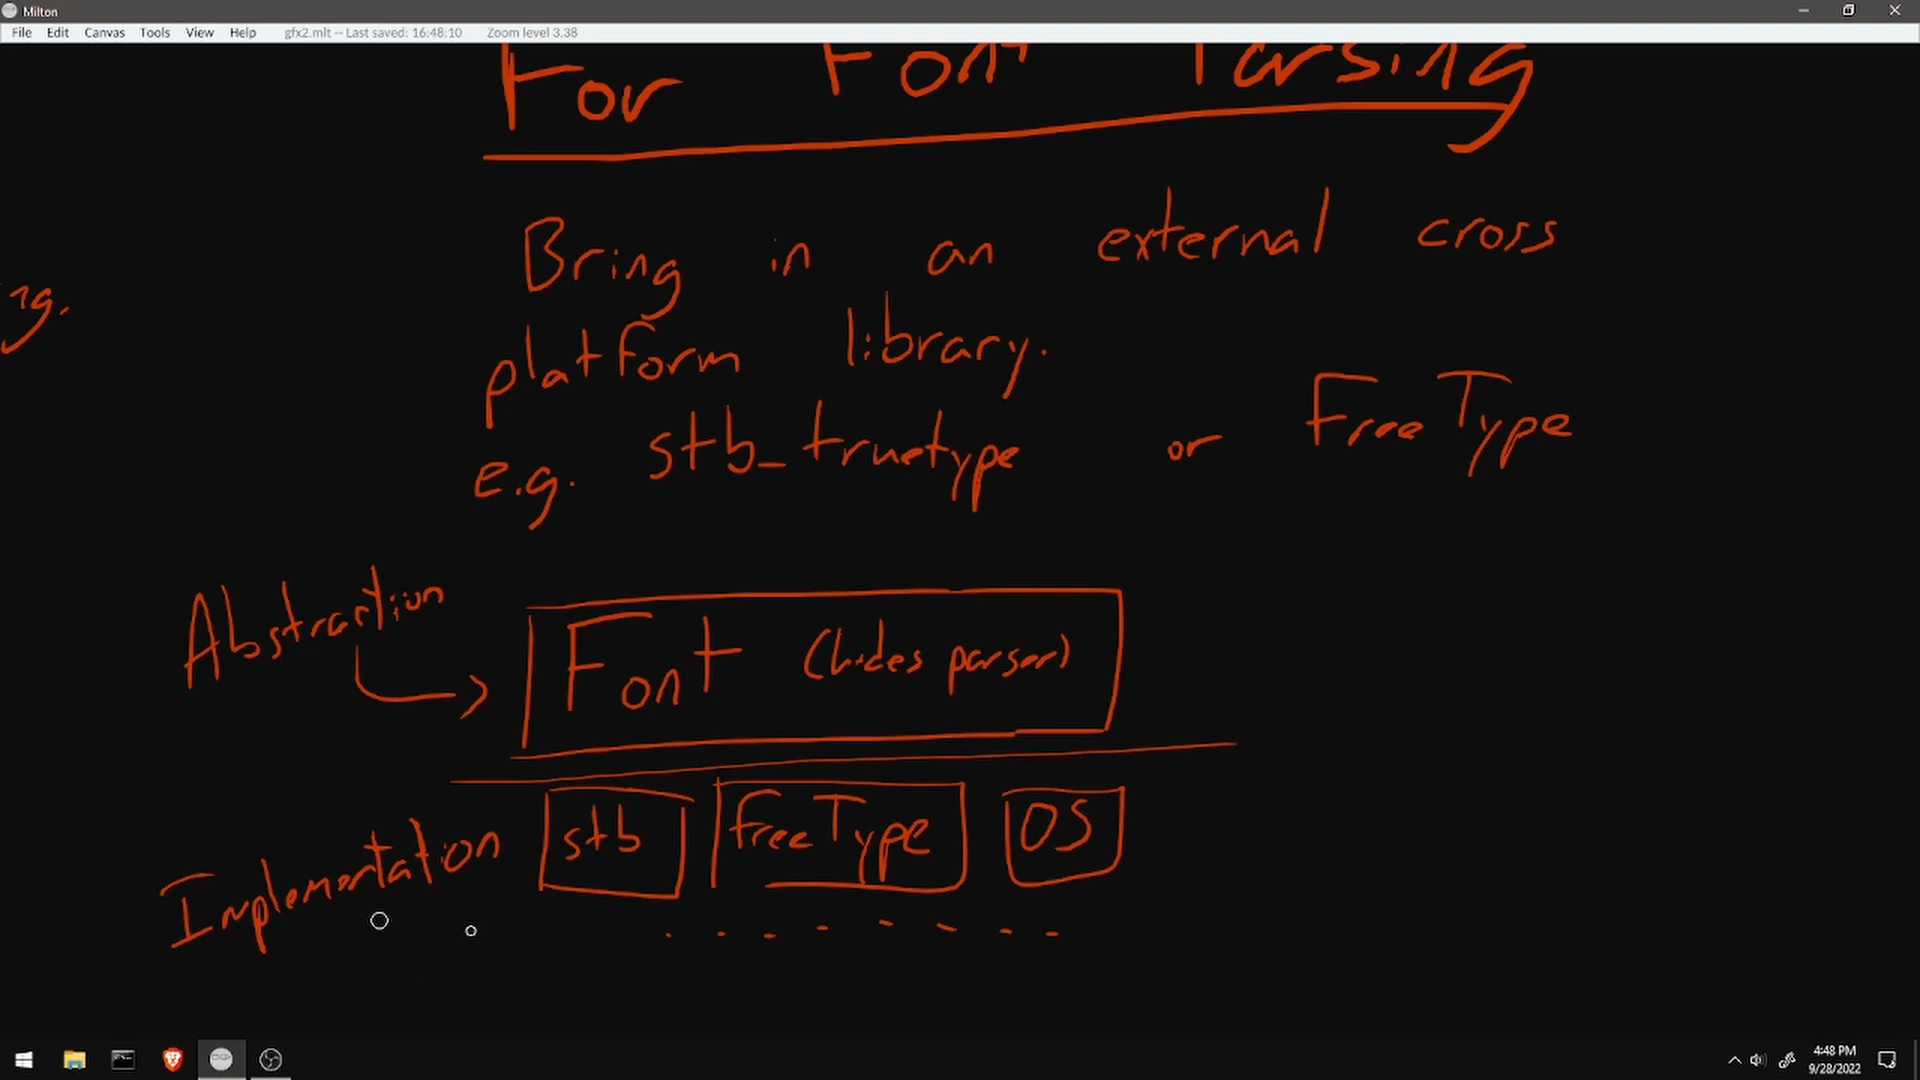 Milton
File Edit Canvas Tools View Help gfx2.mlt -- Last saved: 16:48:10 Zoom level 3.38
For Font Parsing
Bring in an external cross
platform library.
e.g. stb_truetype or FreeType
Abstraction
Font (hides parser)
stb FreeType OS
Implementation
4:48 PM
9/28/2022